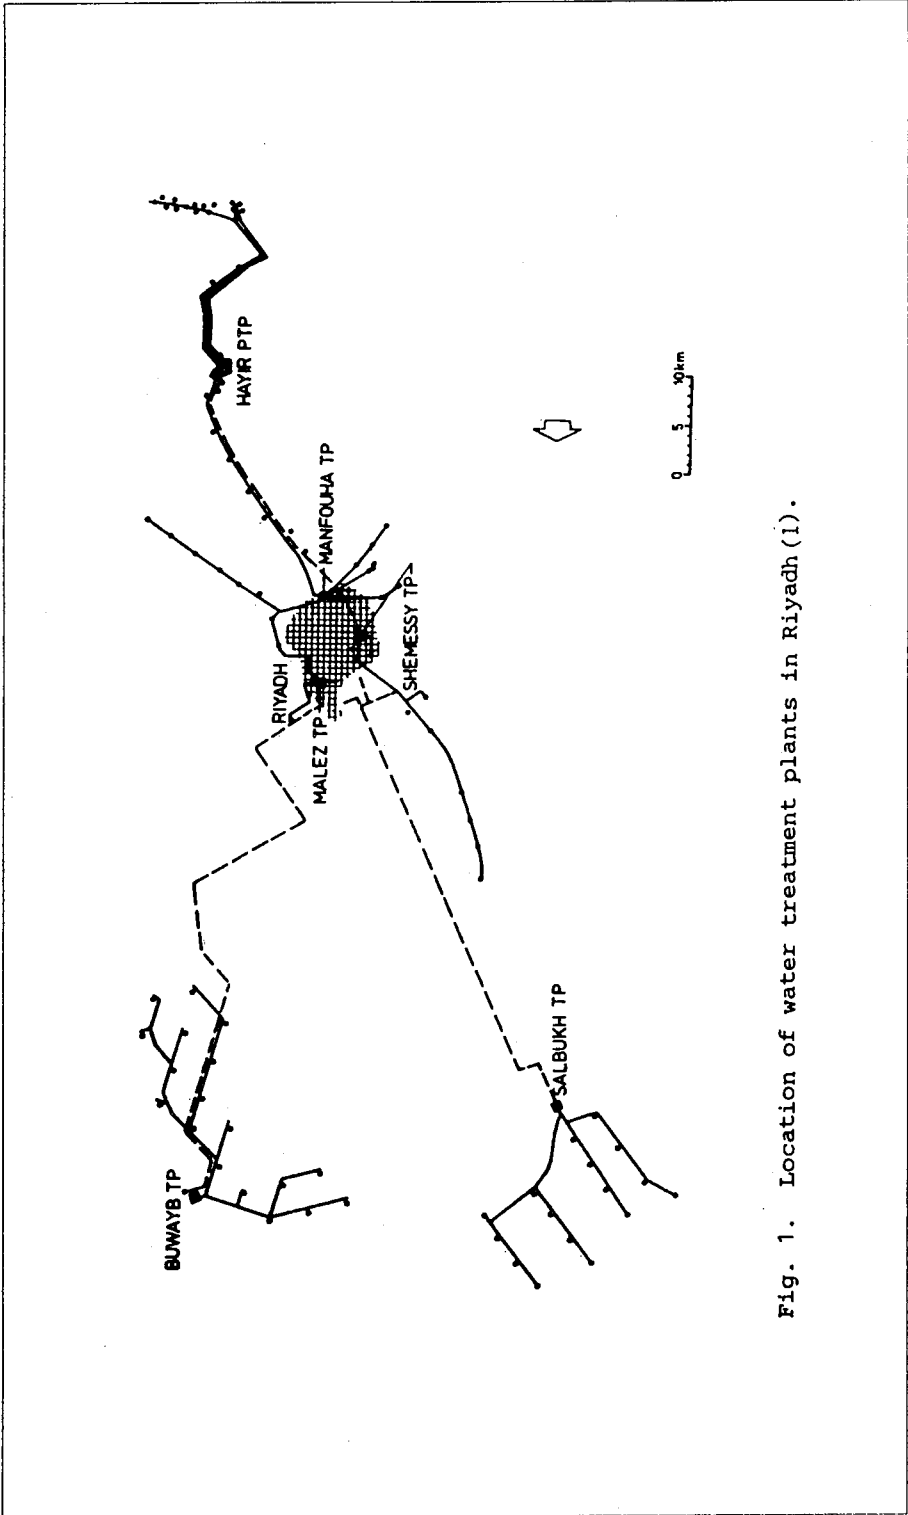 BUWAYB TP
RIYADH
MALEZ TP
HAYIR PTP
MANFOUHA TP
SHEMESSY TP
SALBUKH TP
0 5 10km
Fig. 1. Location of water treatment plants in Riyadh(1).